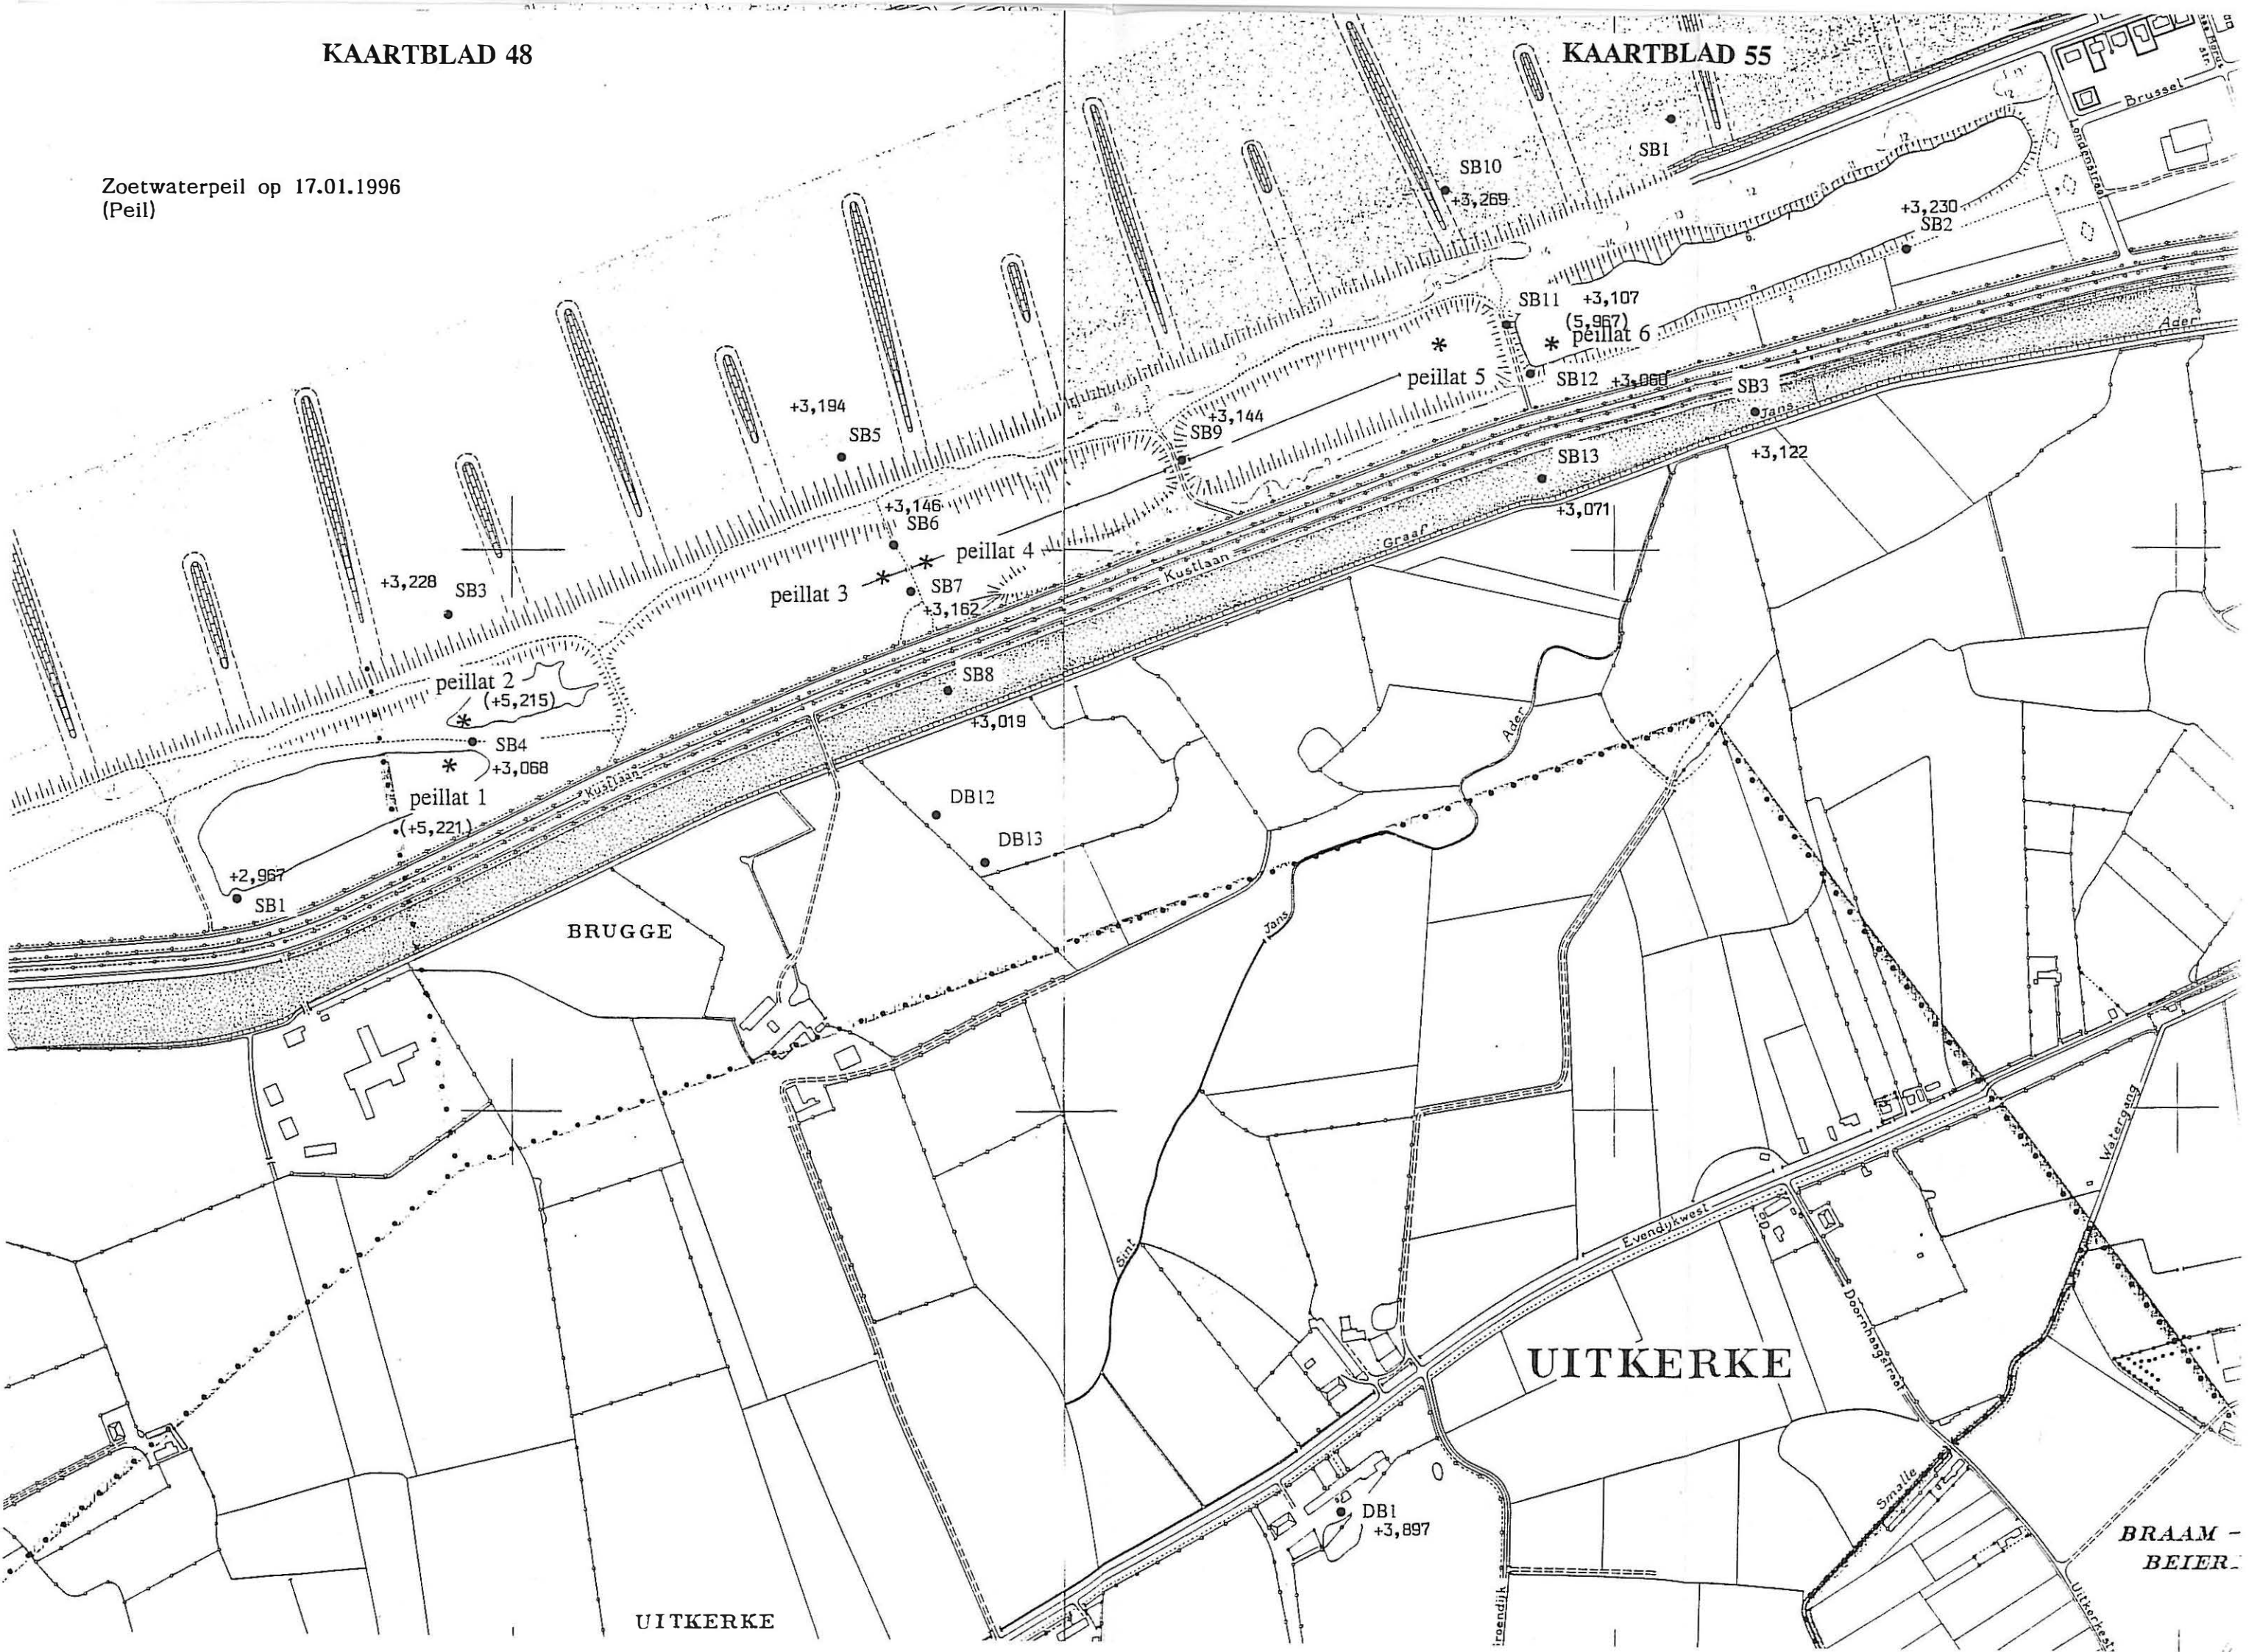 KAARTBLAD 48
KAARTBLAD 55
Zoetwaterpeil op 17.01.1996
(Peil)
Brussel
Londenstraat
SB1
SB10
+3,269
+3,230
SB2
SB11 +3,107
(5,967)
peillat 6
peillat 5
SB12 +3,060
SB3
Ader
Jans
+3,122
+3,194
SB5
+3,144
SB9
SB13
+3,071
+3,146
SB6
peillat 4
Graaf
Kustlaan
peillat 3
SB7
+3,162
+3,228
SB3
SB8
+3,019
peillat 2
(+5,215)
SB4
+3,068
peillat 1
(+5,221)
Kustlaan
Ader
DB12
DB13
+2,967
SB1
BRUGGE
Jans
Watergang
Evendijkwest
Sint
Doornhaagstraat
UITKERKE
Smalle
DB1
+3,897
BRAAM -
BEIER-
UITKERKE